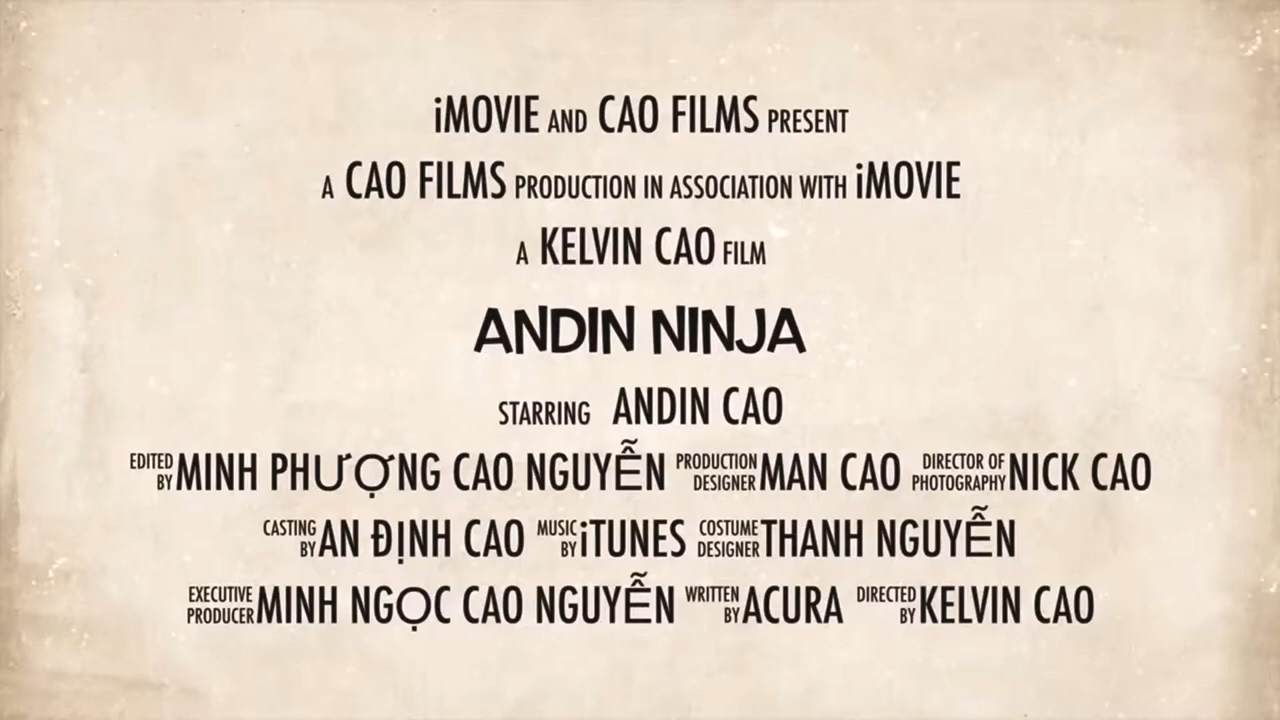 iMOVIE AND CAO FILMS PRESENT
A CAO FILMS PRODUCTION IN ASSOCIATION WITH iMOVIE
A KELVIN CAO FILM
ANDIN NINJA
STARRING ANDIN CAO
EDITED BY MINH PHƯỢNG CAO NGUYỄN PRODUCTION DESIGNER MAN CAO DIRECTOR OF PHOTOGRAPHY NICK CAO
CASTING BY AN ĐỊNH CAO MUSIC BY iTUNES COSTUME DESIGNER THANH NGUYỄN
EXECUTIVE PRODUCER MINH NGỌC CAO NGUYỄN WRITTEN BY ACURA DIRECTED BY KELVIN CAO